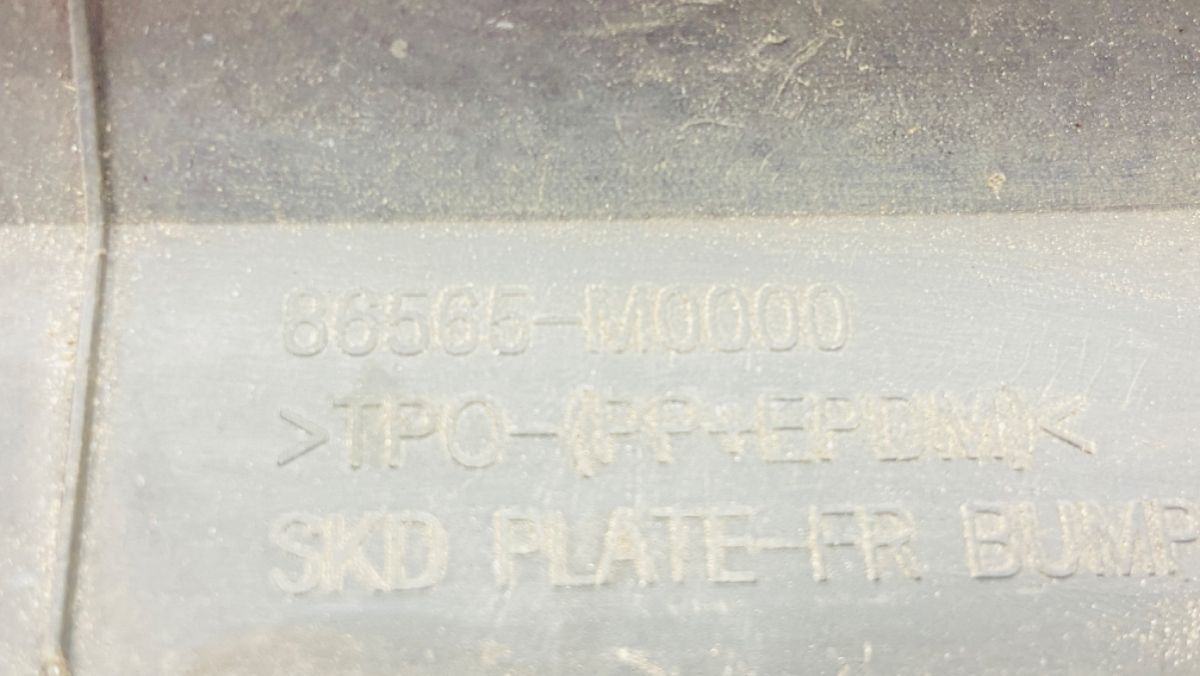 86565-M0000
>TPO-(PP+EPDM)<
SKD PLATE-FR BUMP